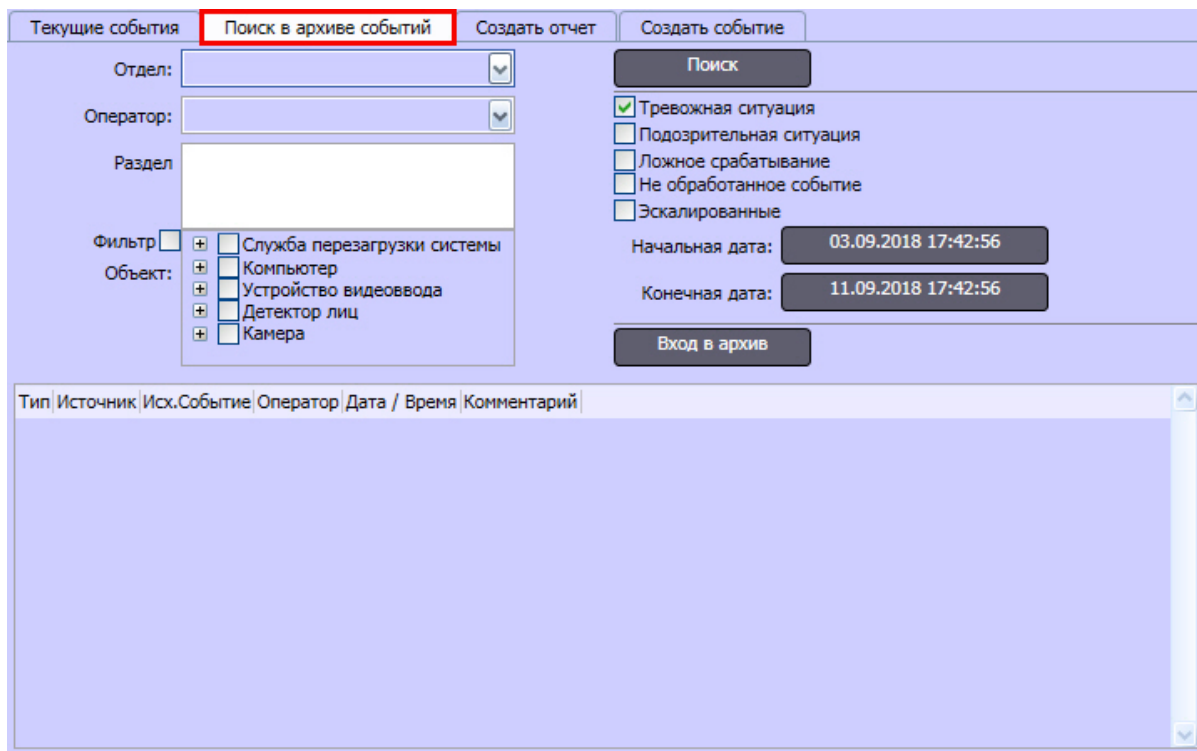 Текущие события Поиск в архиве событий Создать отчет Создать событие
Отдел:
Оператор:
Раздел
Фильтр
Объект:
Служба перезагрузки системы
Компьютер
Устройство видеоввода
Детектор лиц
Камера
Поиск
Тревожная ситуация
Подозрительная ситуация
Ложное срабатывание
Не обработанное событие
Эскалированные
Начальная дата: 03.09.2018 17:42:56
Конечная дата: 11.09.2018 17:42:56
Вход в архив
Тип Источник Исх.Событие Оператор Дата / Время Комментарий